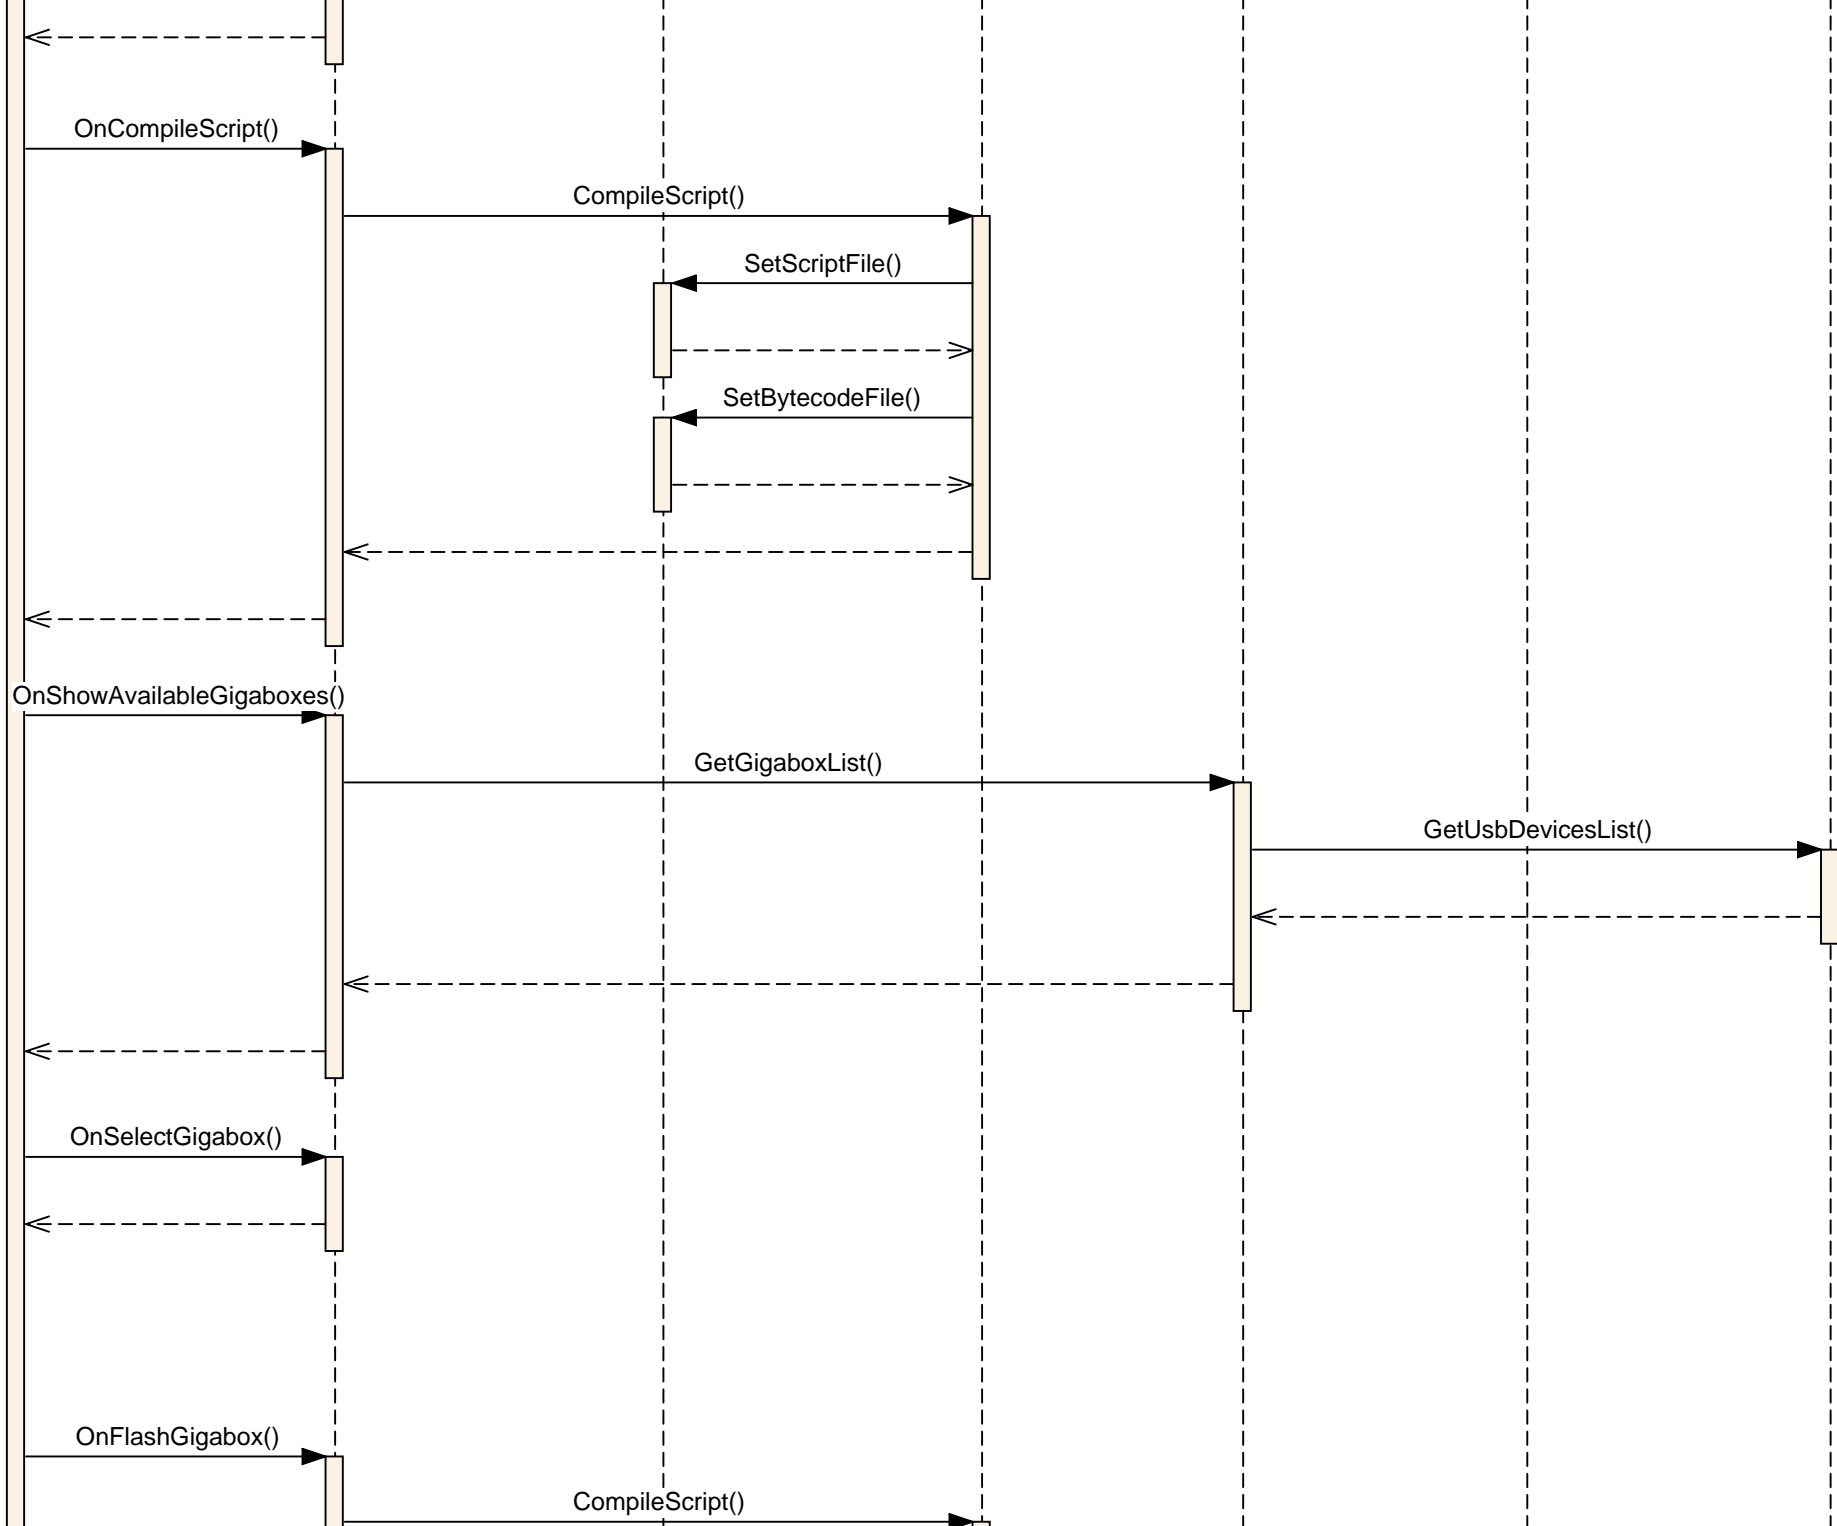 OnCompileScript()
CompileScript()
SetScriptFile()
SetBytecodeFile()
OnShowAvailableGigaboxes()
GetGigaboxList()
GetUsbDevicesList()
OnSelectGigabox()
OnFlashGigabox()
CompileScript()